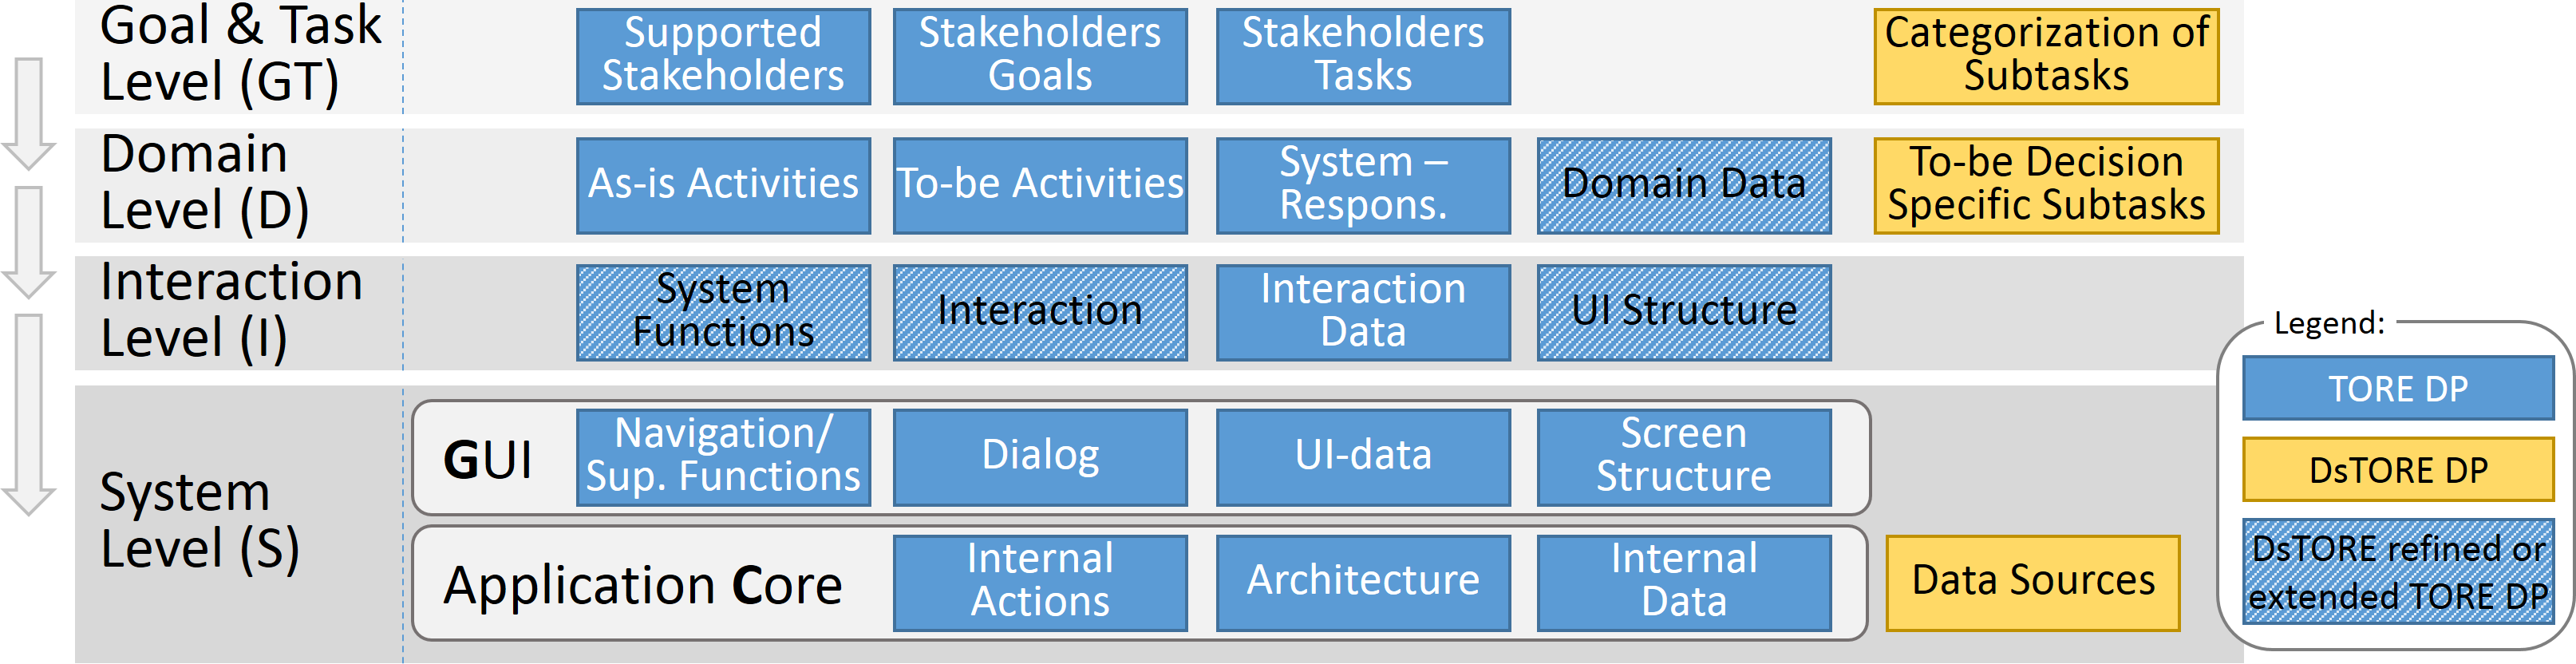 Goal & Task
Level (GT)
Supported
Stakeholders
Stakeholders
Goals
Stakeholders
Tasks
Categorization of
Subtasks
Domain
Level (D)
As-is Activities
To-be Activities
System –
Respons.
Domain Data
To-be Decision
Specific Subtasks
Interaction
Level (I)
System
Functions
Interaction
Interaction
Data
UI Structure
System
Level (S)
GUI
Navigation/
Sup. Functions
Dialog
UI-data
Screen
Structure
Application Core
Internal
Actions
Architecture
Internal
Data
Data Sources
Legend:
TORE DP
DsTORE DP
DsTORE refined or
extended TORE DP